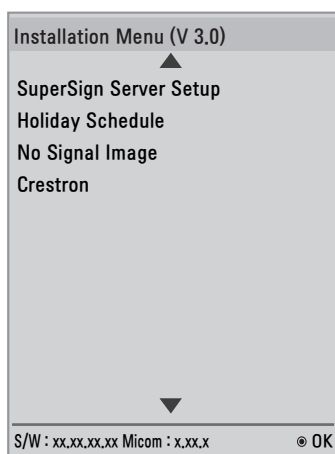 Installation Menu (V 3.0)
SuperSign Server Setup
Holiday Schedule
No Signal Image
Crestron
S/W : xx.xx.xx.xx Micom : x.xx.x ◉ OK